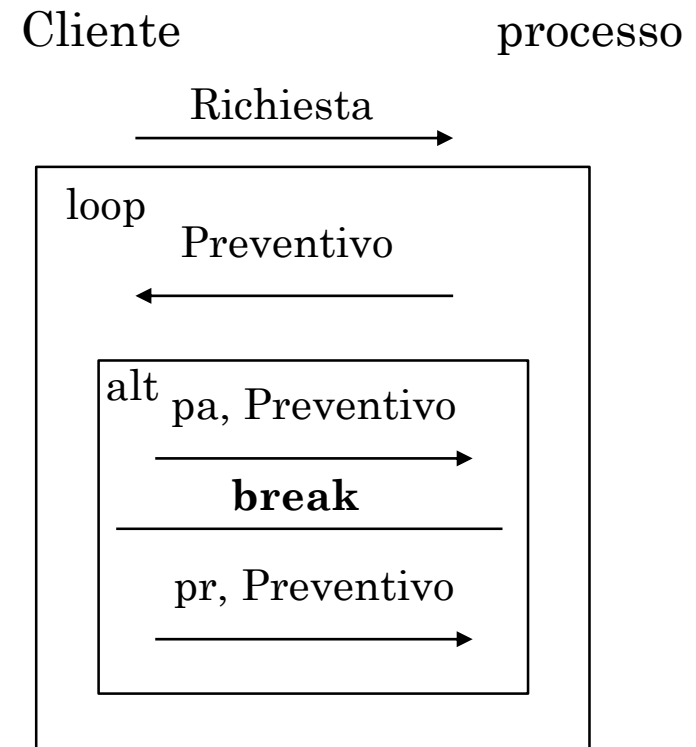 Cliente processo
Richiesta
loop
Preventivo
alt pa, Preventivo
break
pr, Preventivo